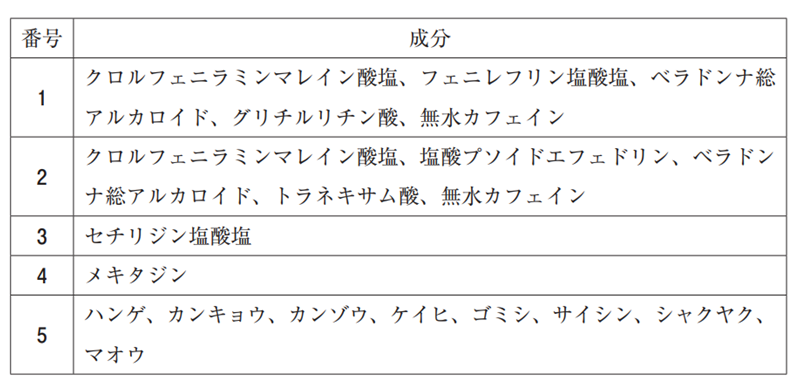 番号 成分
1 クロルフェニラミンマレイン酸塩、フェニレフリン塩酸塩、ベラドンナ総
アルカロイド、グリチルリチン酸、無水カフェイン
2 クロルフェニラミンマレイン酸塩、塩酸プソイドエフェドリン、ベラドン
ナ総アルカロイド、トラネキサム酸、無水カフェイン
3 セチリジン塩酸塩
4 メキタジン
5 ハンゲ、カンキョウ、カンゾウ、ケイヒ、ゴミシ、サイシン、シャクヤク、
マオウ